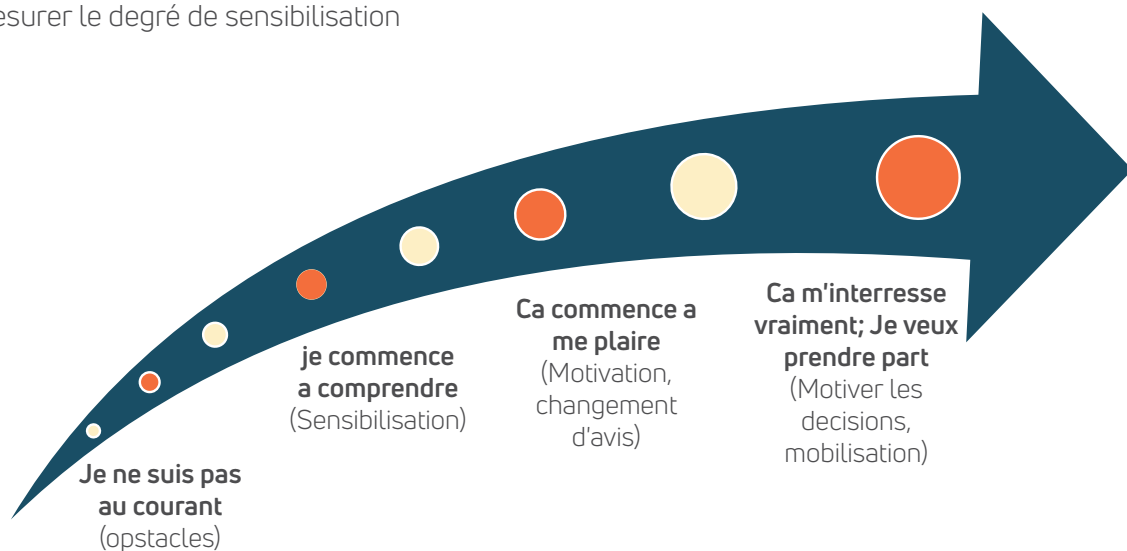 esurer le degré de sensibilisation
Je ne suis pas
au courant
(opstacles)
je commence
a comprendre
(Sensibilisation)
Ca commence a
me plaire
(Motivation,
changement
d'avis)
Ca m'interresse
vraiment; Je veux
prendre part
(Motiver les
decisions,
mobilisation)